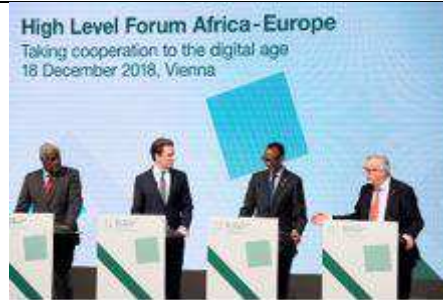 High Level Forum Africa-Europe
Taking cooperation to the digital age
18 December 2018, Vienna